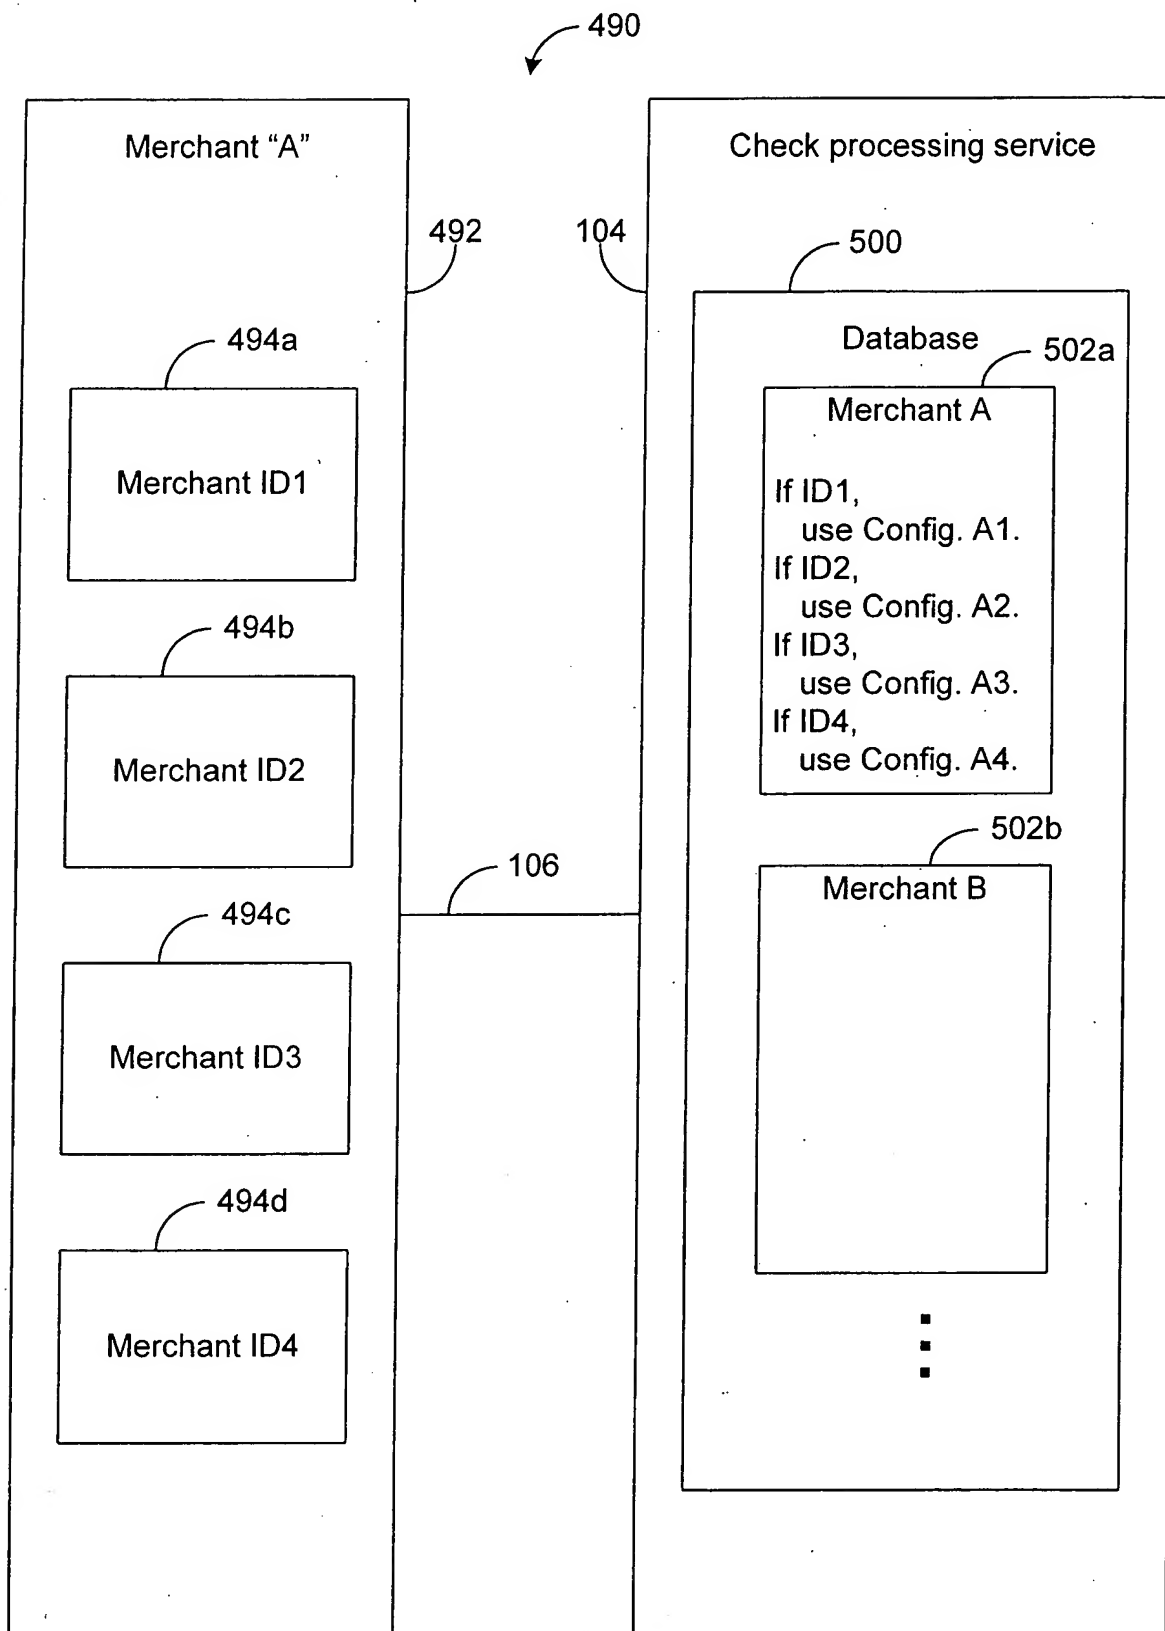 490
Merchant “A”
492
494a
Merchant ID1
494b
Merchant ID2
494c
Merchant ID3
494d
Merchant ID4
106
Check processing service
104
500
Database
502a
Merchant A
If ID1,
use Config. A1.
If ID2,
use Config. A2.
If ID3,
use Config. A3.
If ID4,
use Config. A4.
502b
Merchant B